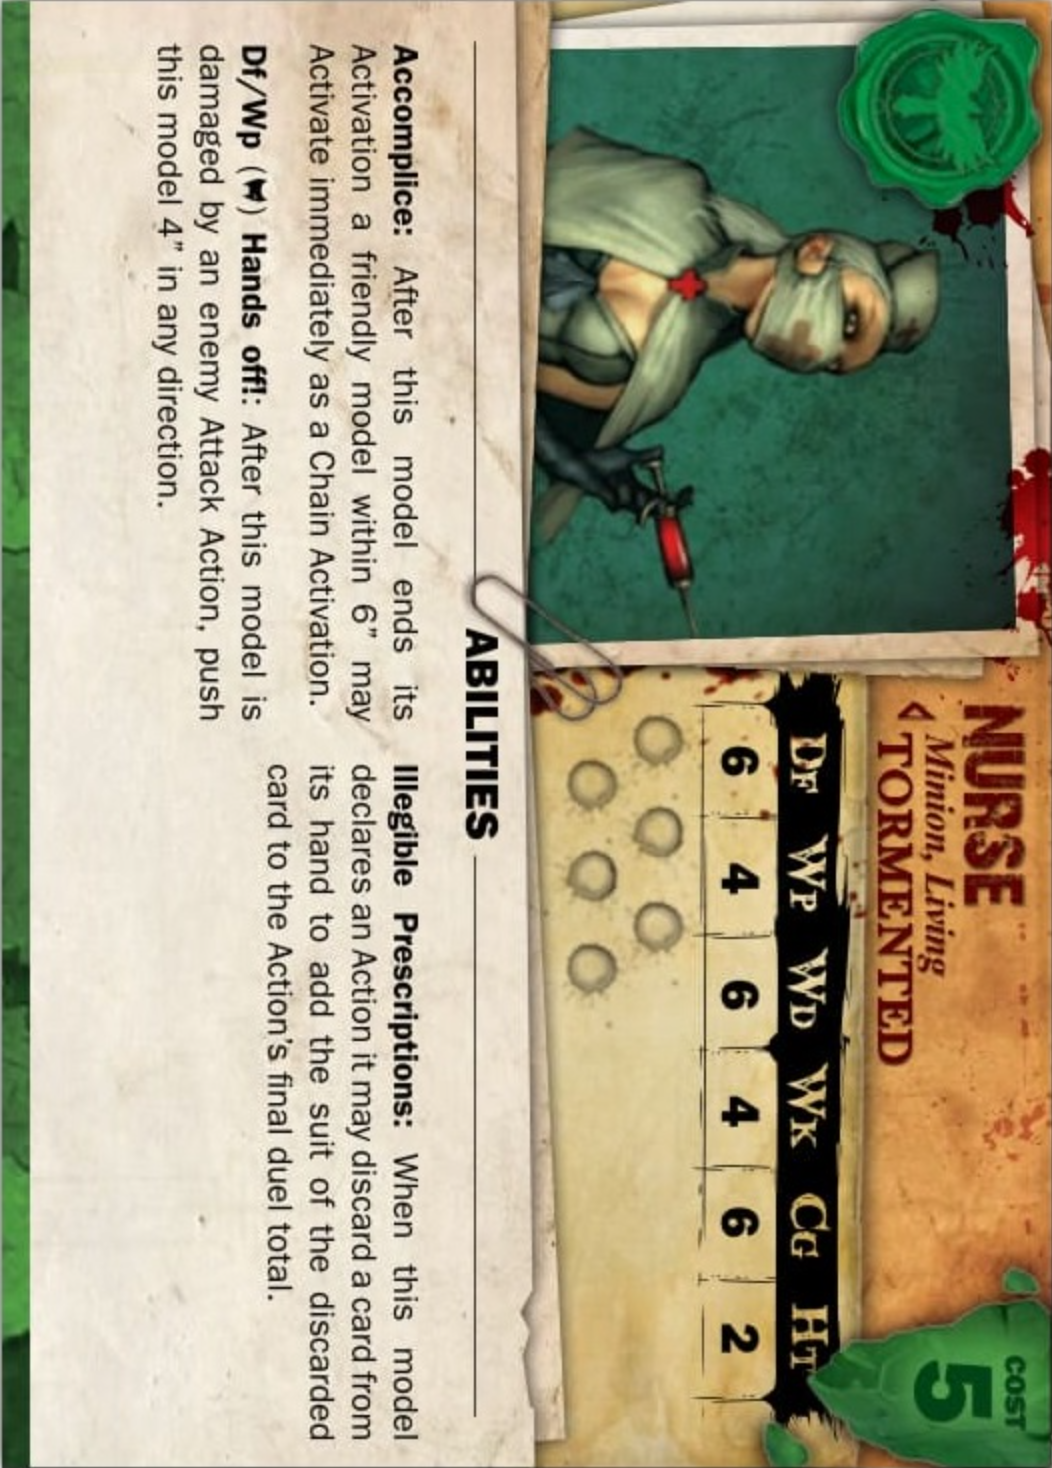 NURSE
Minion, Living
TORMENTED
COST
5
DF WP WD WK CG HT
6 4 6 4 6 2
ABILITIES
Accomplice: After this model ends its
Activation a friendly model within 6” may
Activate immediately as a Chain Activation.
Df/Wp () Hands off!: After this model is
damaged by an enemy Attack Action, push
this model 4” in any direction.
Illegible Prescriptions: When this model
declares an Action it may discard a card from
its hand to add the suit of the discarded
card to the Action’s final duel total.